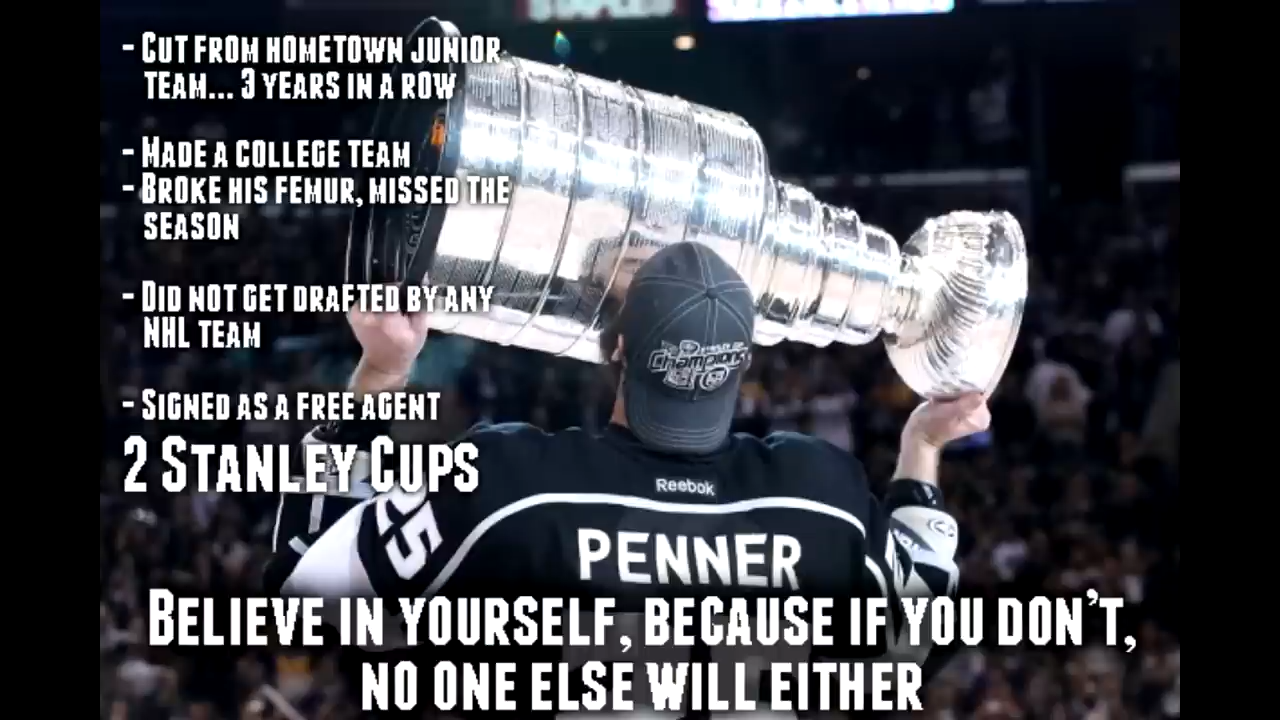 - Cut from hometown junior
team... 3 years in a row
- Made a college team
- Broke his femur, missed the
season
- Did not get drafted by any
NHL team
- Signed as a free agent
2 Stanley Cups
Champions
25
Reebok
PENNER
Believe in yourself, because if you don't,
no one else will either